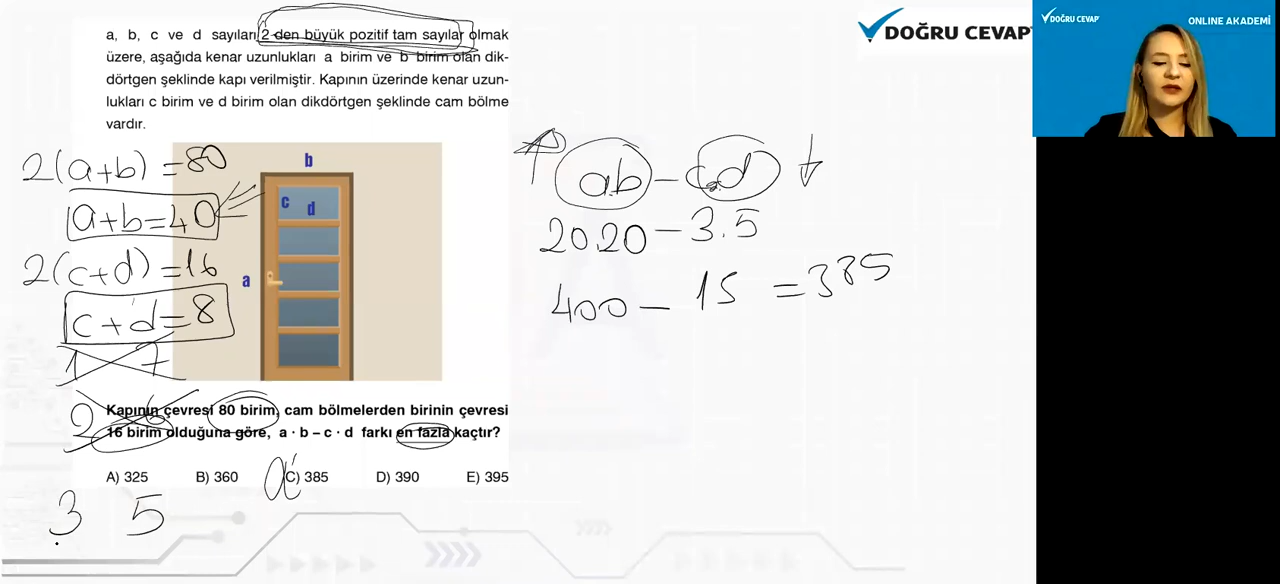 a, b, c ve d sayıları 2 den büyük pozitif tam sayılar olmak
üzere, aşağıda kenar uzunlukları a birim ve b birim olan dik-
dörtgen şeklinde kapı verilmiştir. Kapının üzerinde kenar uzun-
lukları c birim ve d birim olan dikdörtgen şeklinde cam bölme
vardır.
b
c
d
a
2(a+b)=80
a+b=40
2(c+d)=16
c+d=8
1 7
2 6
3 5
Kapının çevresi 80 birim, cam bölmelerden birinin çevresi
16 birim olduğuna göre, a · b – c · d farkı en fazla kaçtır?
A) 325 B) 360 C) 385 D) 390 E) 395
a.b – c.d
20.20 – 3.5
400 – 15 = 385
DOĞRU CEVAP
DOĞRU CEVAP
ONLINE AKADEMİ